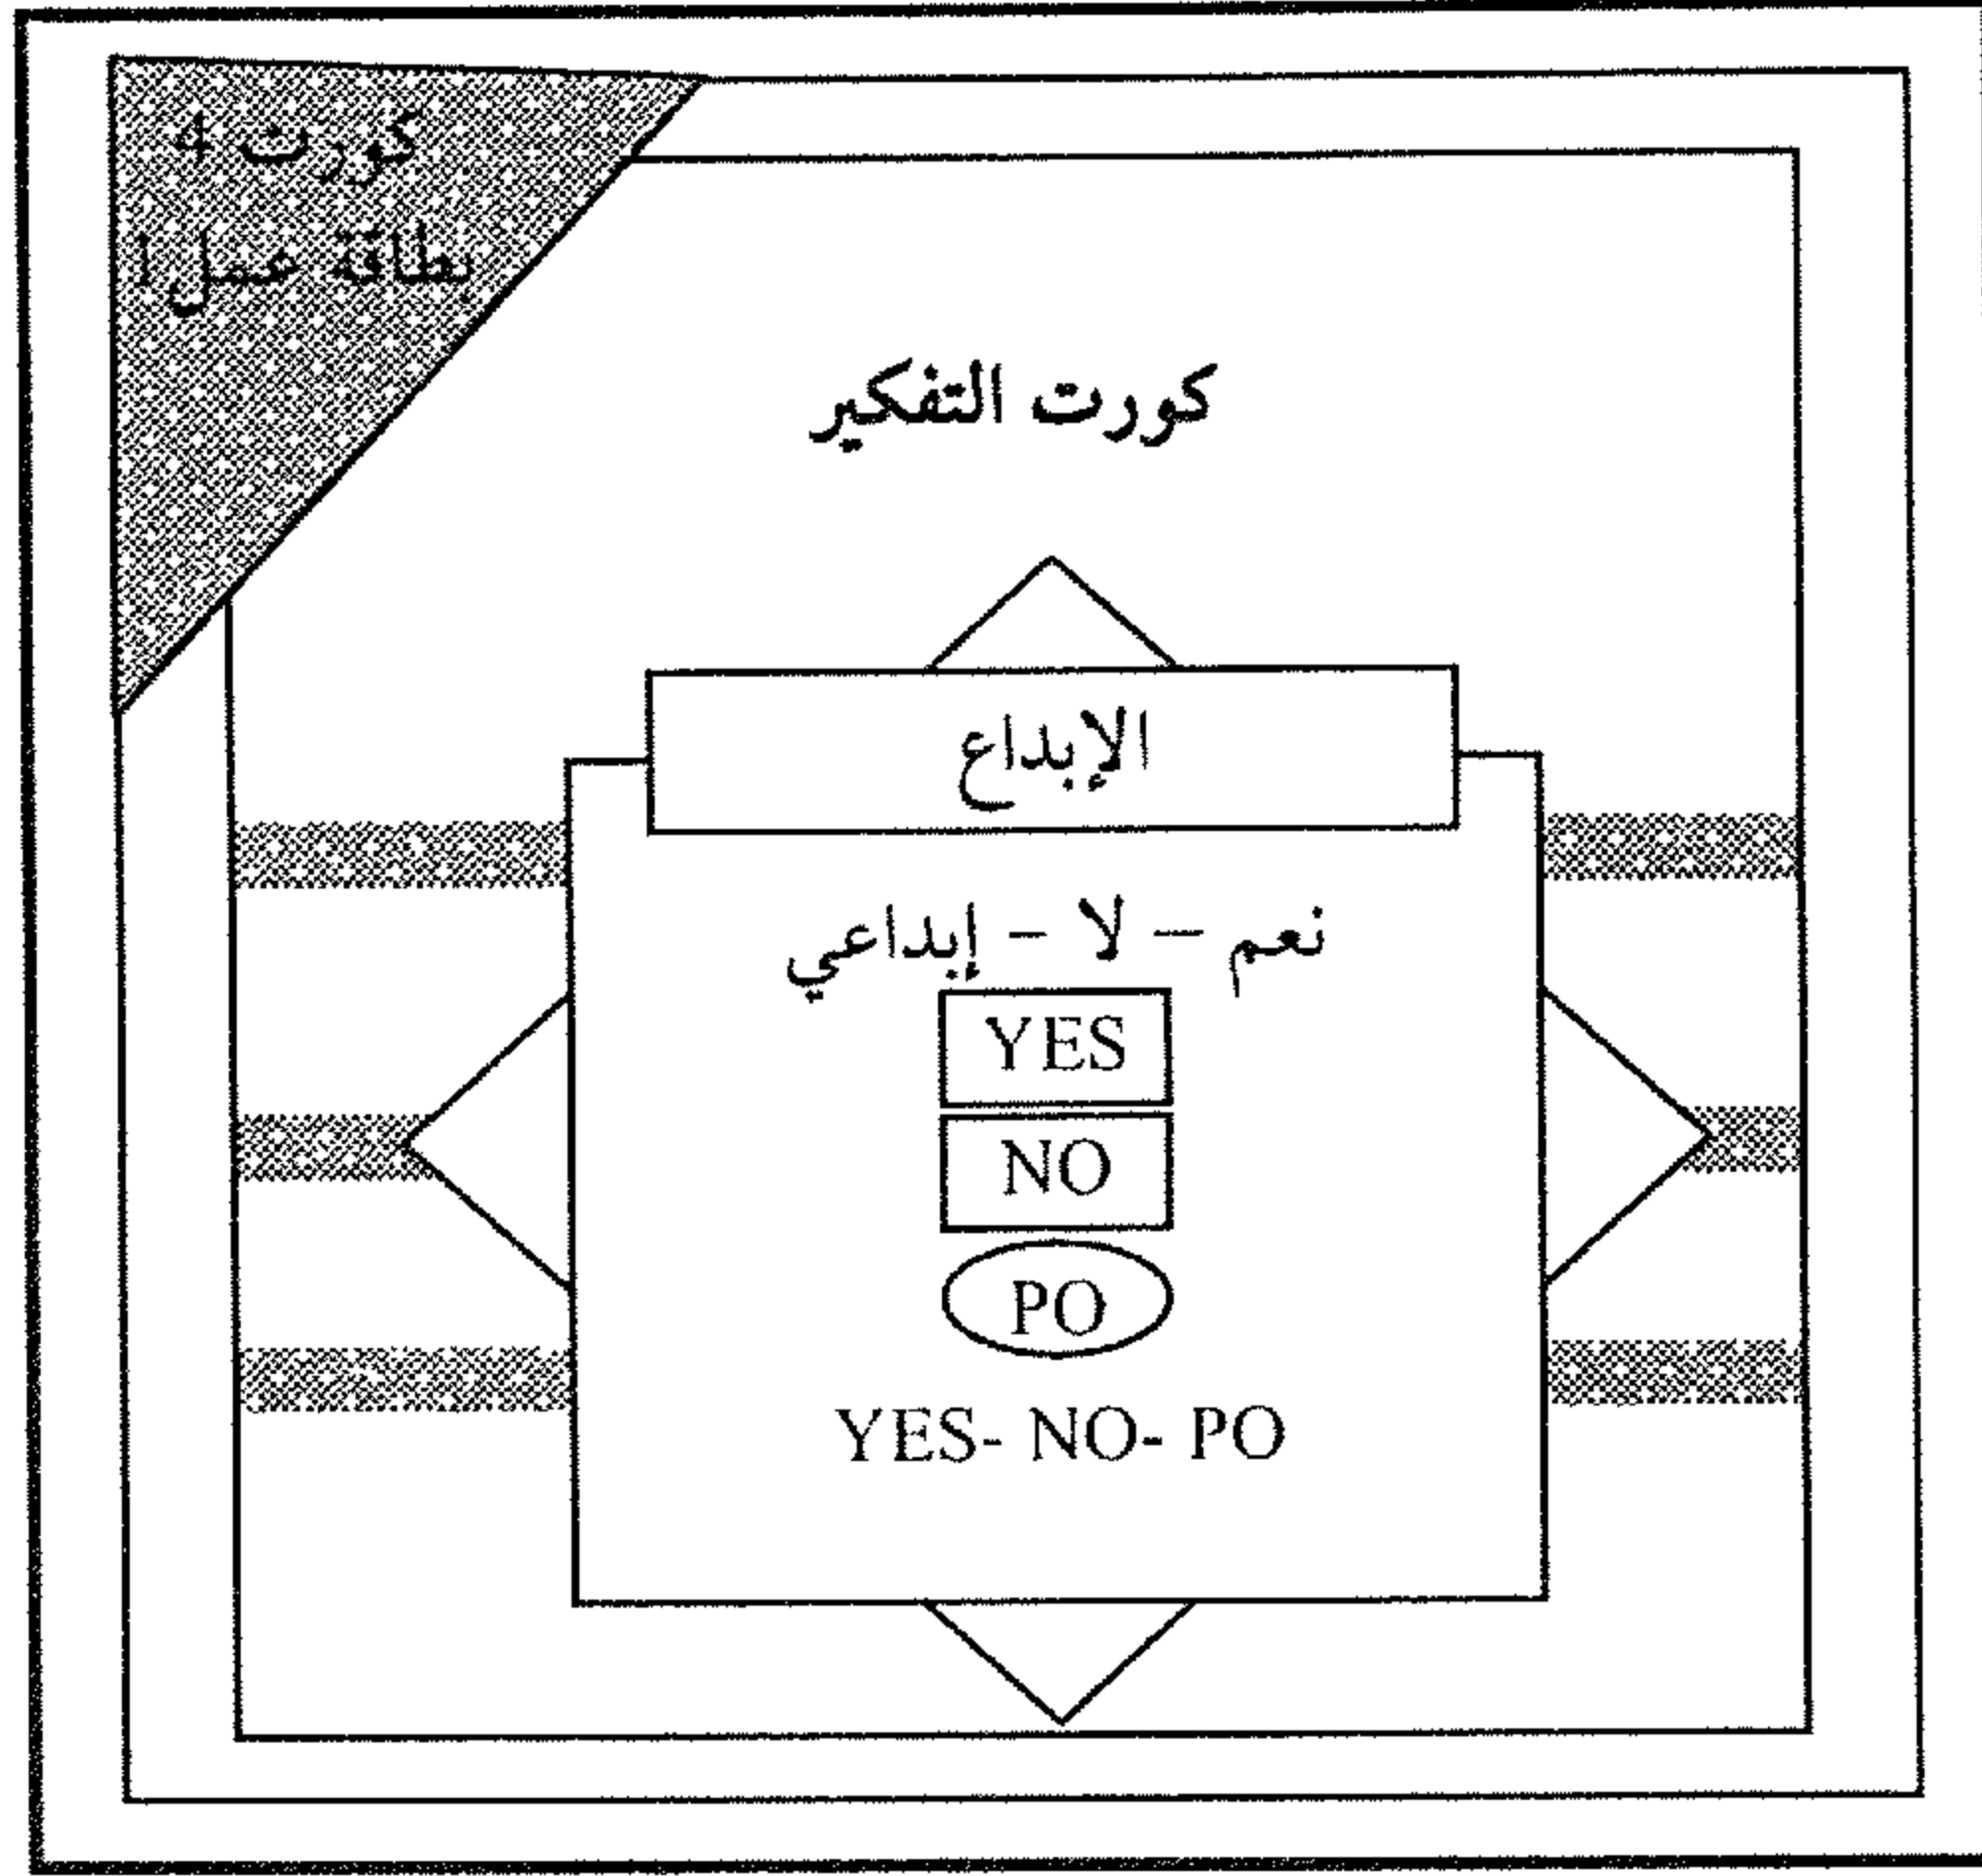 كورت 4
بطاقة عمل 1
كورت التفكير
الإبداع
نعم – لا – إبداعي
YES
NO
PO
YES- NO- PO